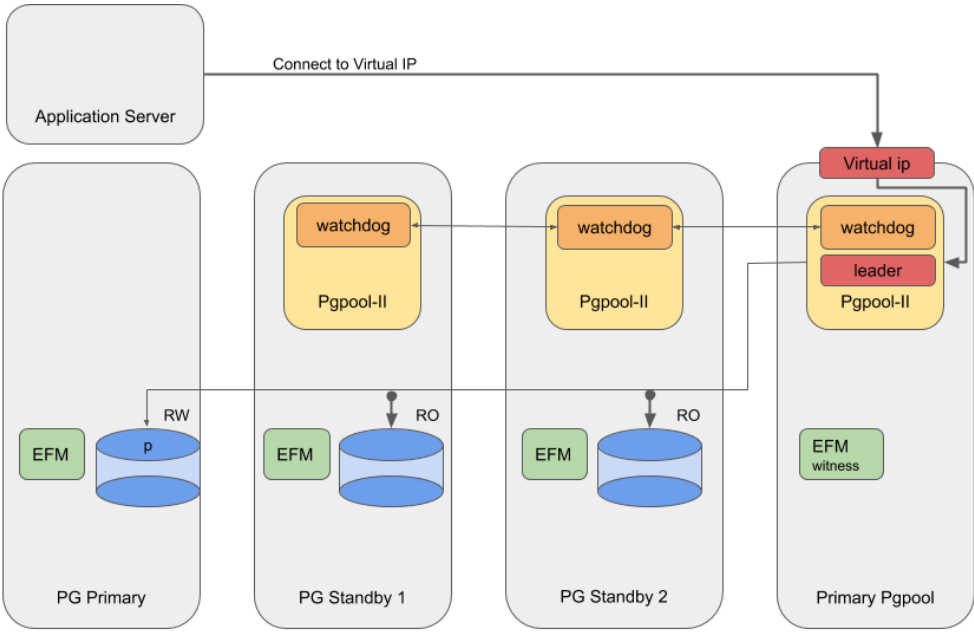 Connect to Virtual IP
Application Server
Virtual ip
watchdog
watchdog
watchdog
leader
Pgpool-II
Pgpool-II
Pgpool-II
RW
RO
RO
EFM
p
EFM
EFM
EFM
witness
PG Primary
PG Standby 1
PG Standby 2
Primary Pgpool